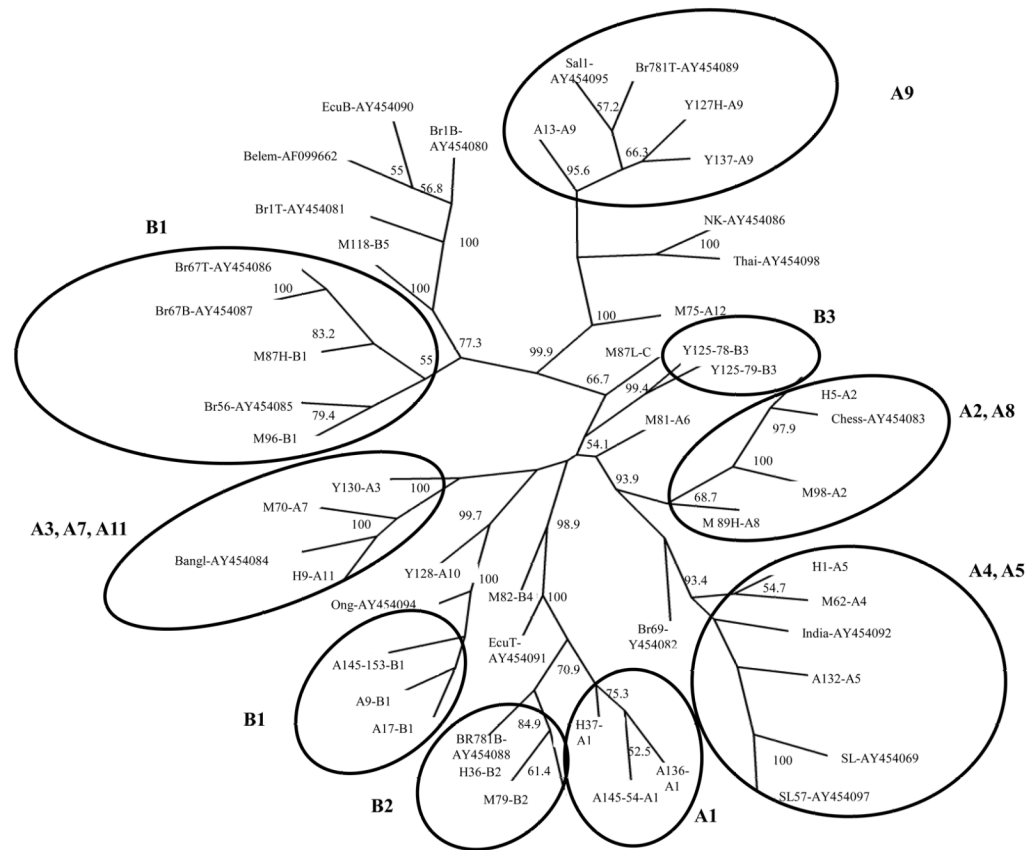 Sal1-
AY454095
Br781T-AY454089
A9
EcuB-AY454090
57.2
Y127H-A9
Br1B-
AY454080
A13-A9
Belem-AF099662
66.3
Y137-A9
55
95.6
56.8
Br1T-AY454081
NK-AY454086
B1
M118-B5
100
100
Thai-AY454098
Br67T-AY454086
100
100
Br67B-AY454087
M75-A12
100
B3
83.2
77.3
99.9
M87L-C
Y125-78-B3
M87H-B1
55
Y125-79-B3
66.7
99.4
H5-A2
Br56-AY454085
M81-A6
Chess-AY454083
A2, A8
79.4
97.9
M96-B1
54.1
100
93.9
Y130-A3
100
M98-A2
M70-A7
68.7
99.7
M 89H-A8
A3, A7, A11
100
98.9
Bangl-AY454084
H1-A5
A4, A5
H9-A11
Y128-A10
100
93.4
54.7
M82-B4
100
M62-A4
Ong-AY454094
Br69-
Y454082
India-AY452092
EcuT-
AY454091
A145-153-B1
70.9
A132-A5
A9-B1
75.3
B1
A17-B1
84.9
H37-
A1
BR781B-
AY454088
52.5
SL-AY454069
H36-B2
61.4
100
A136-
A1
M79-B2
A145-54-A1
SL57-AY454097
B2
A1